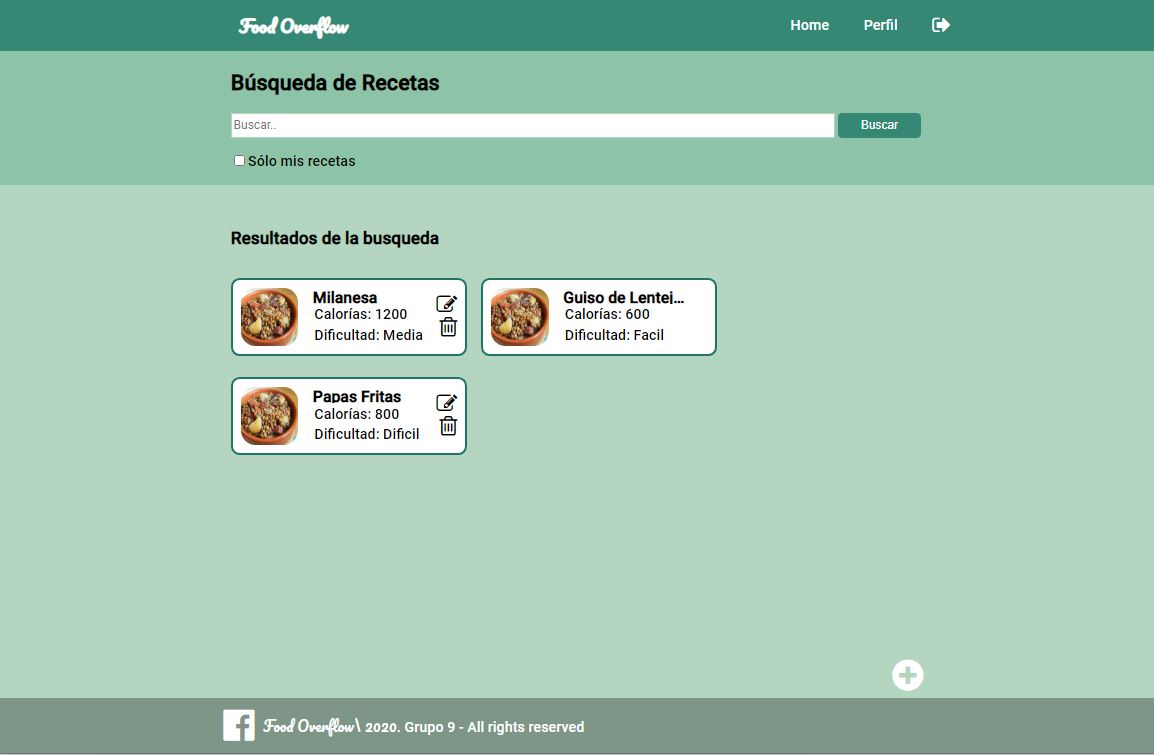 Food Overflow Home Perfil
Búsqueda de Recetas
Buscar.. Buscar
Sólo mis recetas
Resultados de la busqueda
Milanesa
Calorías: 1200
Dificultad: Media
Guiso de Lentej...
Calorías: 600
Dificultad: Facil
Papas Fritas
Calorías: 800
Dificultad: Dificil
Food Overflow\ 2020. Grupo 9 - All rights reserved